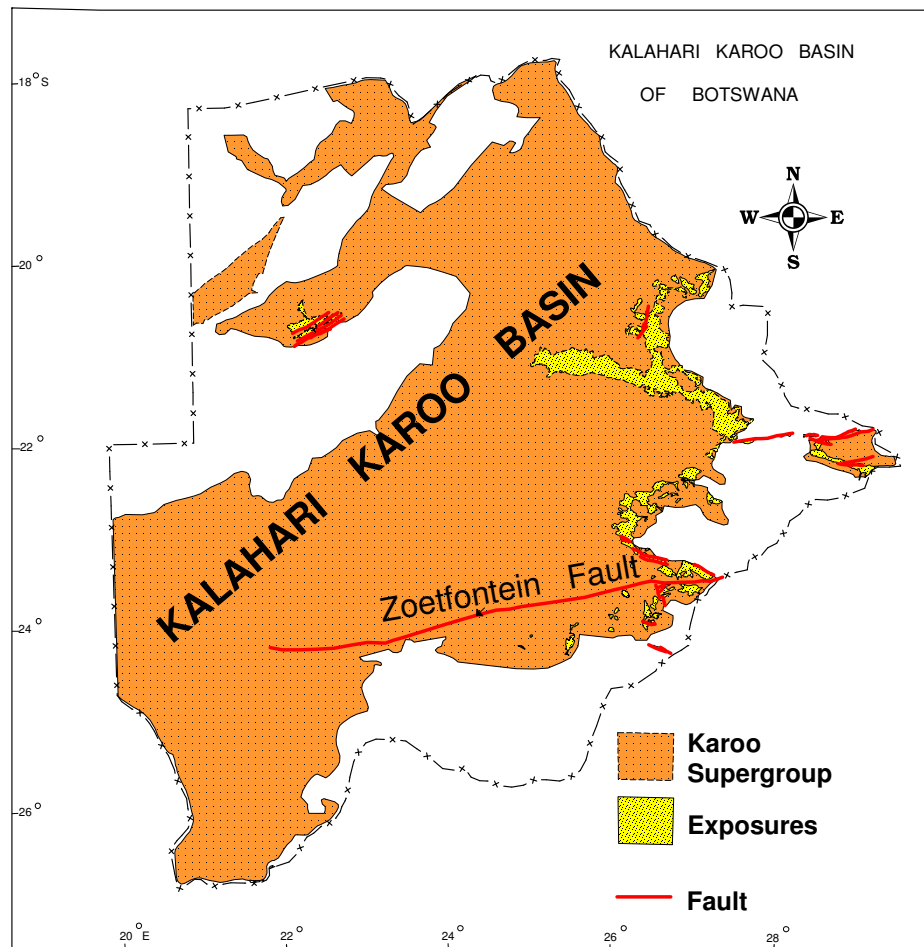 KALAHARI KAROO BASIN
OF BOTSWANA
18°S
N
W E
S
20°
KALAHARI KAROO BASIN
22°
Zoetfontein Fault
24°
Karoo
Supergroup
Exposures
26°
Fault
20°E 22° 24° 26° 28°